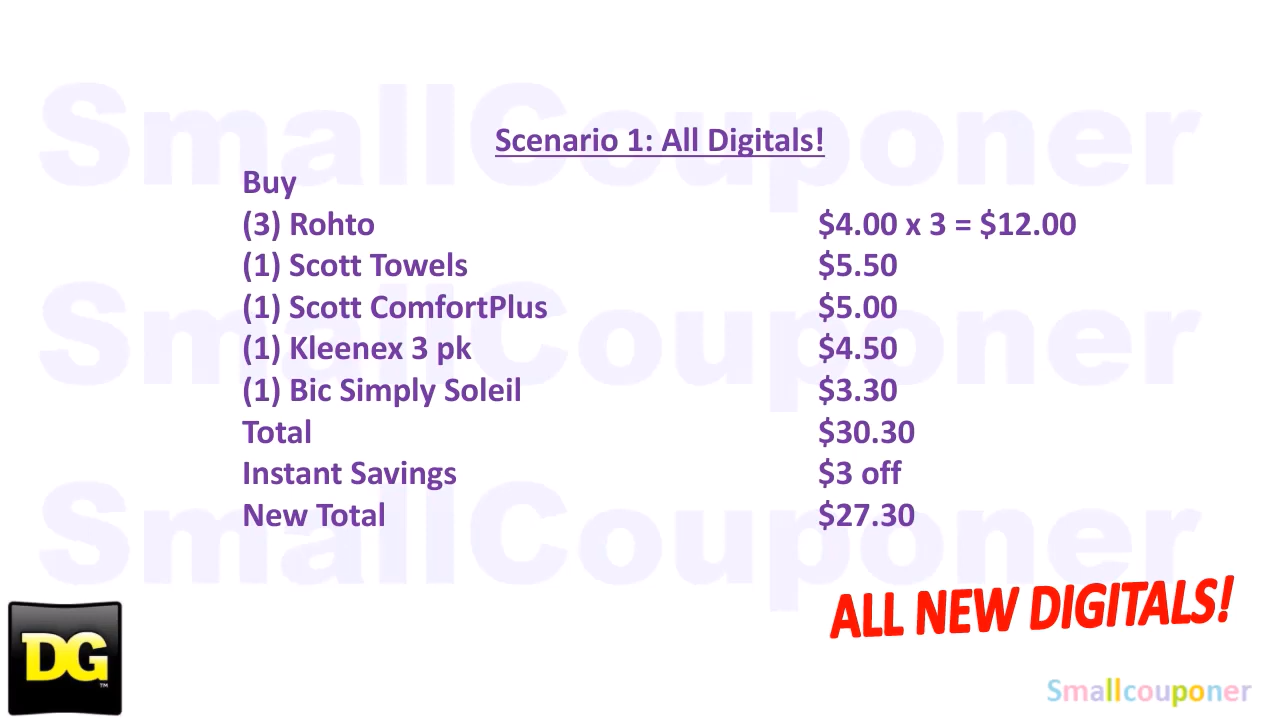 SmallCouponer
Scenario 1: All Digitals!
Buy
(3) Rohto $4.00 x 3 = $12.00
(1) Scott Towels $5.50
SmallCouponer
(1) Scott ComfortPlus $5.00
(1) Kleenex 3 pk $4.50
(1) Bic Simply Soleil $3.30
Total $30.30
Instant Savings $3 off
SmallCouponer
New Total $27.30
ALL NEW DIGITALS!
DG™
Smallcouponer